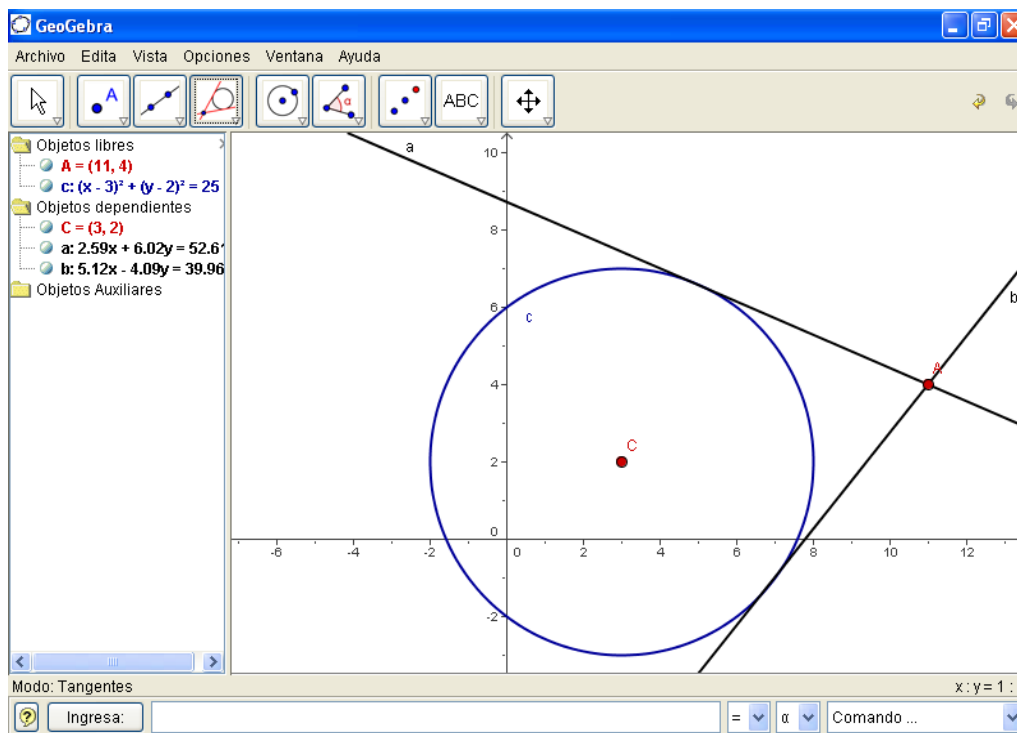 GeoGebra
Archivo Edita Vista Opciones Ventana Ayuda
A α ABC
Objetos libres
A = (11, 4)
c: (x - 3)² + (y - 2)² = 25
Objetos dependientes
C = (3, 2)
a: 2.59x + 6.02y = 52.6
b: 5.12x - 4.09y = 39.96
Objetos Auxiliares
a
10
8
b
6
c
4
A
C
2
0
-6 -4 -2 0 2 4 6 8 10 12
-2
Modo: Tangentes
x : y = 1 :
? Ingresa: = α Comando ...